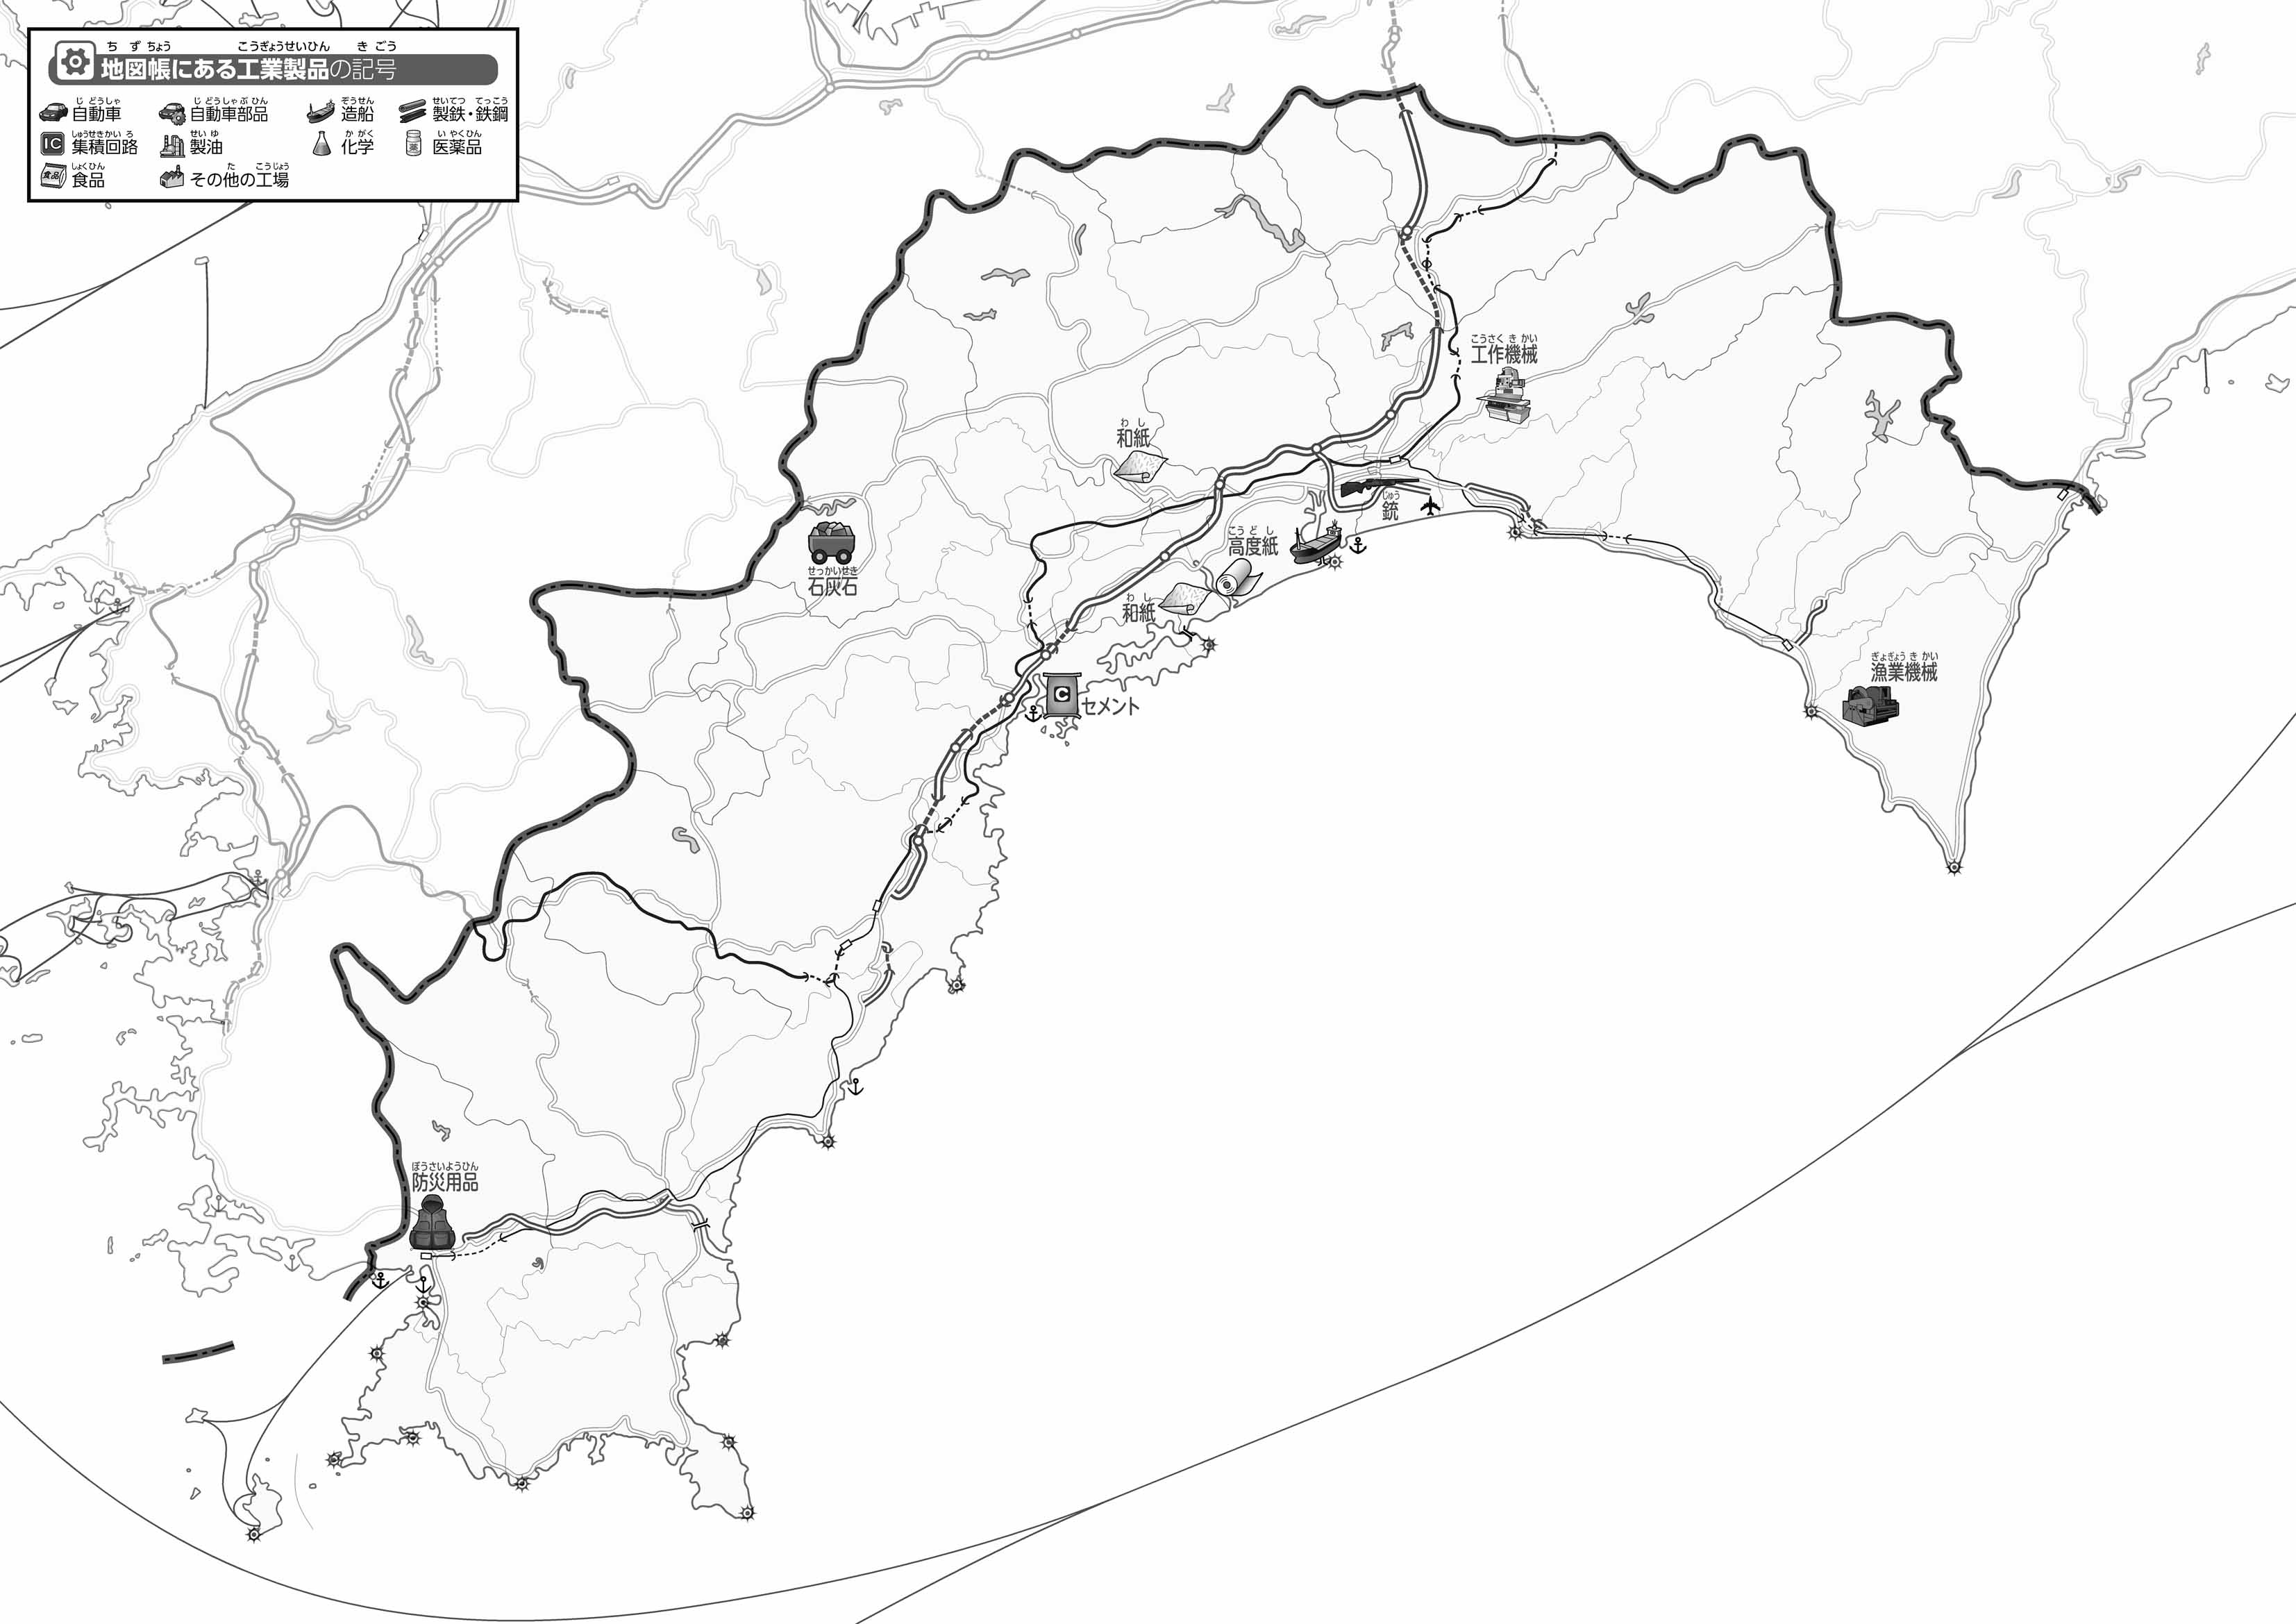 ちずちょう こうぎょうせいひん きごう
地図帳にある工業製品の記号
じどうしゃ じどうしゃぶひん ぞうせん せいてつ てっこう
自動車 自動車部品 造船 製鉄・鉄鋼
しゅうせきかいろ せいゆ かがく いやくひん
IC 集積回路 製油 化学 薬 医薬品
しょくひん た こうじょう
食品 食品 その他の工場
こうさくきかい
工作機械
わし
和紙
じゅう
銃
こうどし
高度紙
せっかいせき
石灰石
わし
和紙
C
セメント
ぎょぎょうきかい
漁業機械
ぼうさいようひん
防災用品